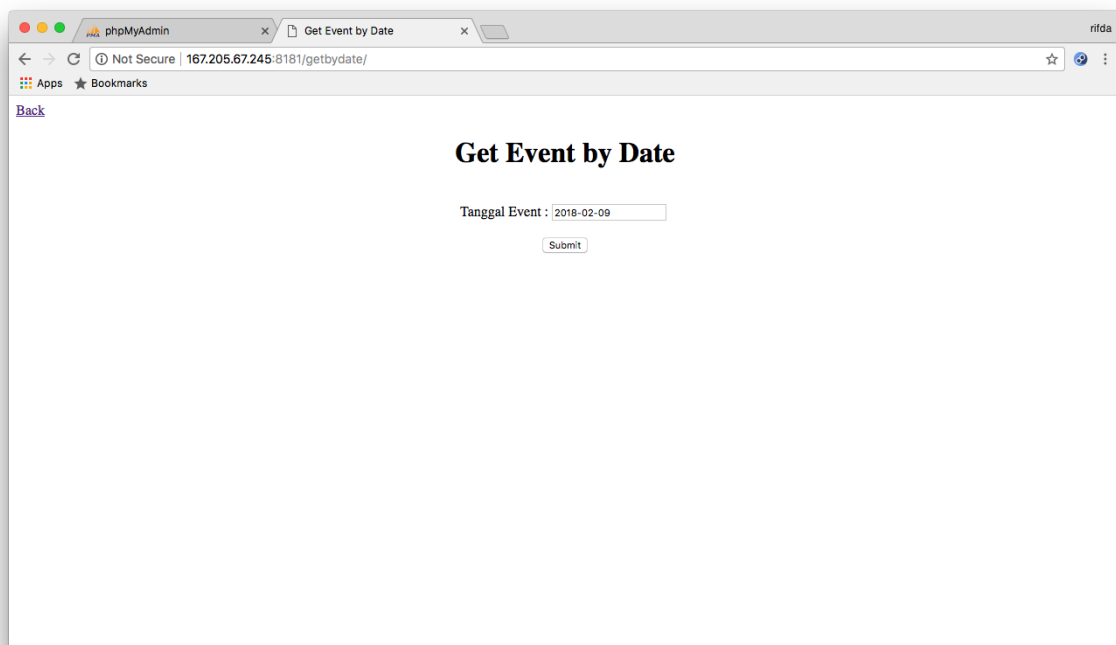 phpMyAdmin
Get Event by Date
rifda
Not Secure | 167.205.67.245:8181/getbydate/
Apps
Bookmarks
Back
Get Event by Date
Tanggal Event : 2018-02-09
Submit